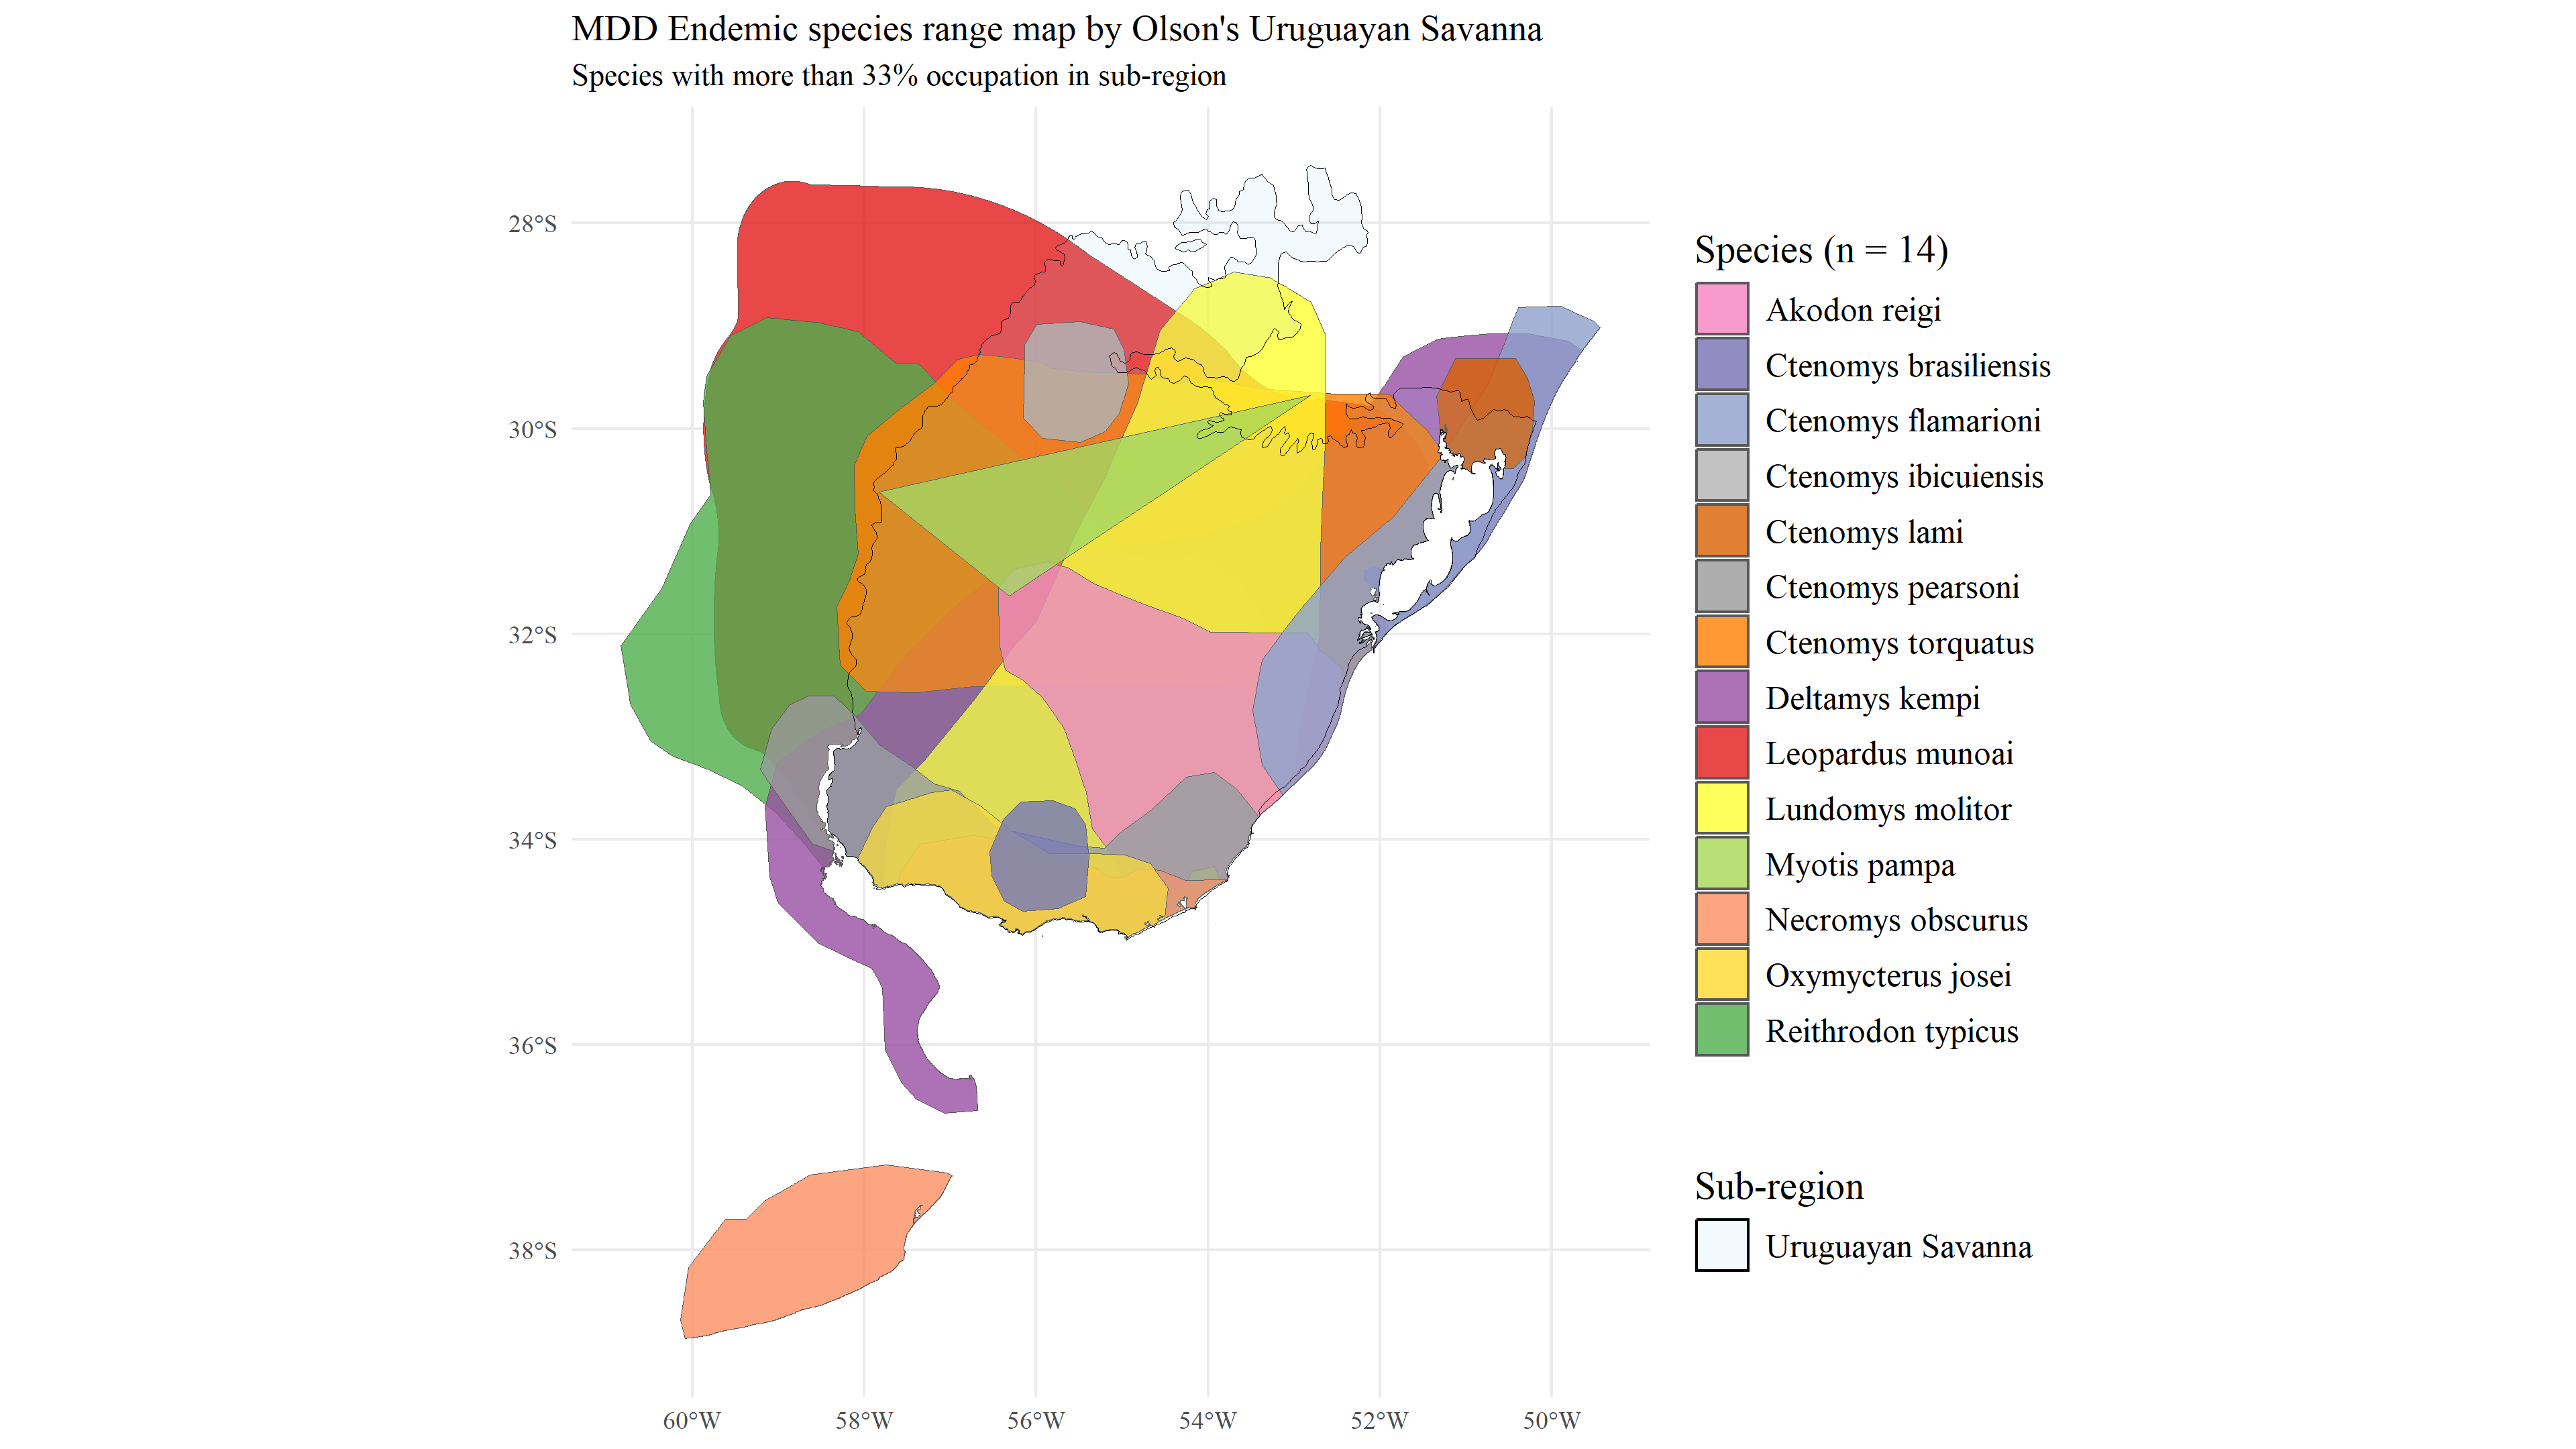 MDD Endemic species range map by Olson's Uruguayan Savanna
Species with more than 33% occupation in sub-region
28°S
30°S
32°S
34°S
36°S
38°S
60°W
58°W
56°W
54°W
52°W
50°W
Species (n = 14)
Akodon reigi
Ctenomys brasiliensis
Ctenomys flamarioni
Ctenomys ibicuiensis
Ctenomys lami
Ctenomys pearsoni
Ctenomys torquatus
Deltamys kempi
Leopardus munoai
Lundomys molitor
Myotis pampa
Necromys obscurus
Oxymycterus josei
Reithrodon typicus
Sub-region
Uruguayan Savanna